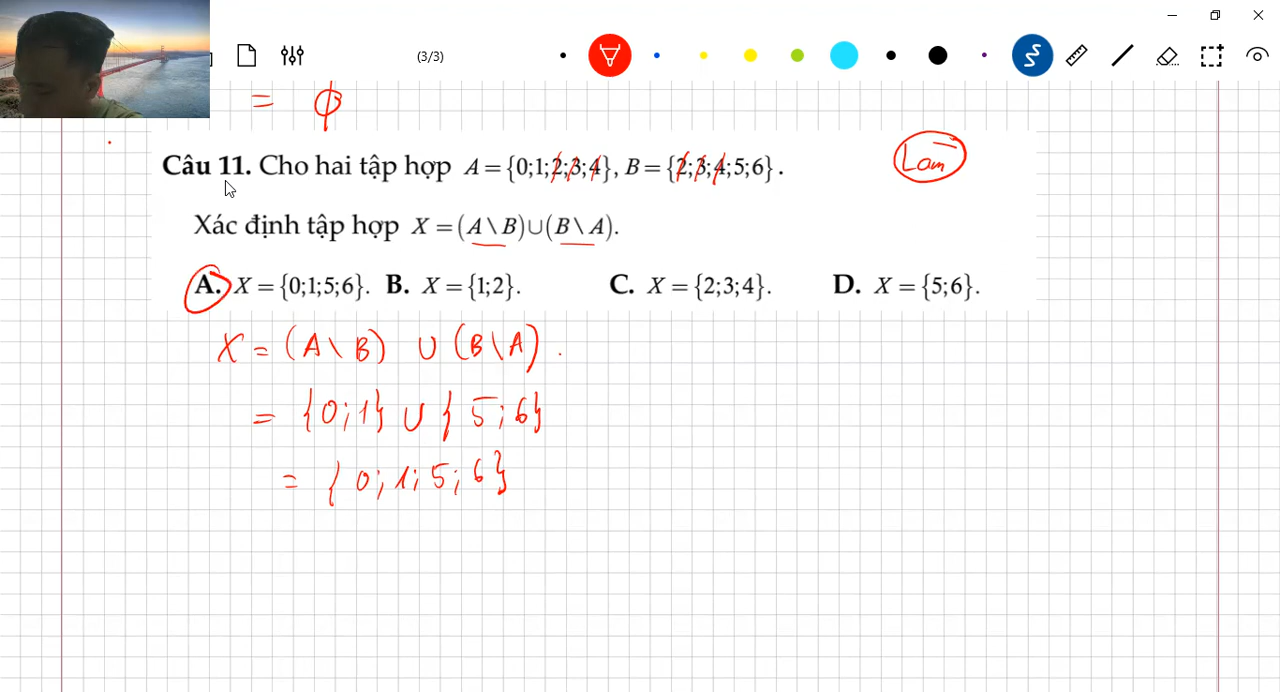 (3/3)
= ϕ
Câu 11. Cho hai tập hợp A = {0;1;2;3;4}, B = {2;3;4;5;6}.
Lam
Xác định tập hợp X = (A \ B) ∪ (B \ A).
A. X = {0;1;5;6}. B. X = {1;2}. C. X = {2;3;4}. D. X = {5;6}.
X = (A \ B) ∪ (B \ A).
= {0;1} ∪ {5;6}
= {0;1;5;6}